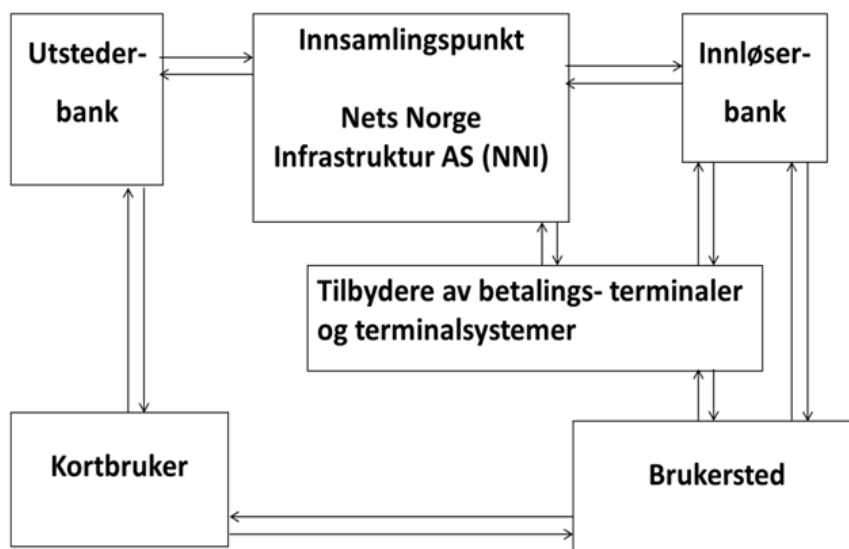 Utsteder-
bank
Innsamlingspunkt
Nets Norge
Infrastruktur AS (NNI)
Innløser-
bank
Tilbydere av betalings- terminaler
og terminalsystemer
Kortbruker
Brukersted